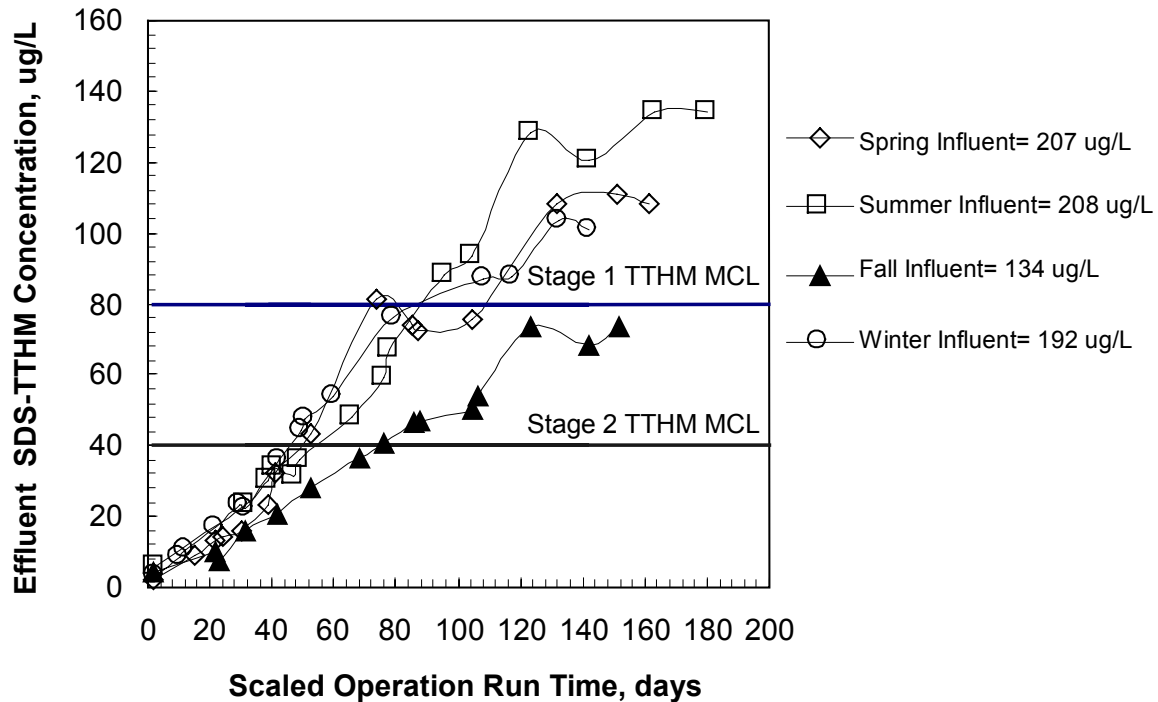 Effluent SDS-TTHM Concentration, ug/L
160
140
120
100
80
60
40
20
0
Stage 1 TTHM MCL
Stage 2 TTHM MCL
0 20 40 60 80 100 120 140 160 180 200
Scaled Operation Run Time, days
Spring Influent= 207 ug/L
Summer Influent= 208 ug/L
Fall Influent= 134 ug/L
Winter Influent= 192 ug/L